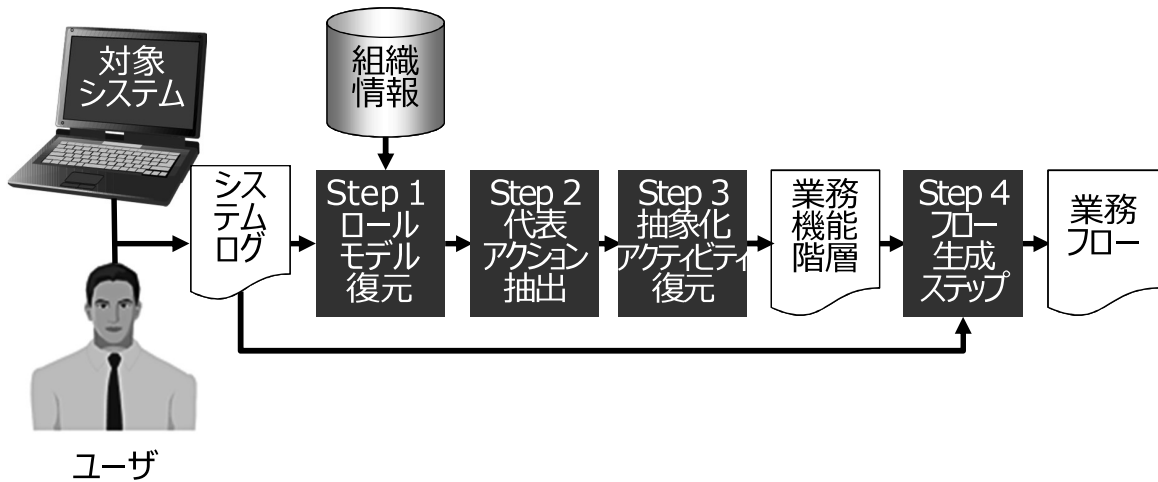 対象
システム
組織
情報
シス
テム
ログ
Step 1
ロール
モデル
復元
Step 2
代表
アクション
抽出
Step 3
抽象化
アクティビティ
復元
業務
機能
階層
Step 4
フロー
生成
ステップ
業務
フロー
ユーザ